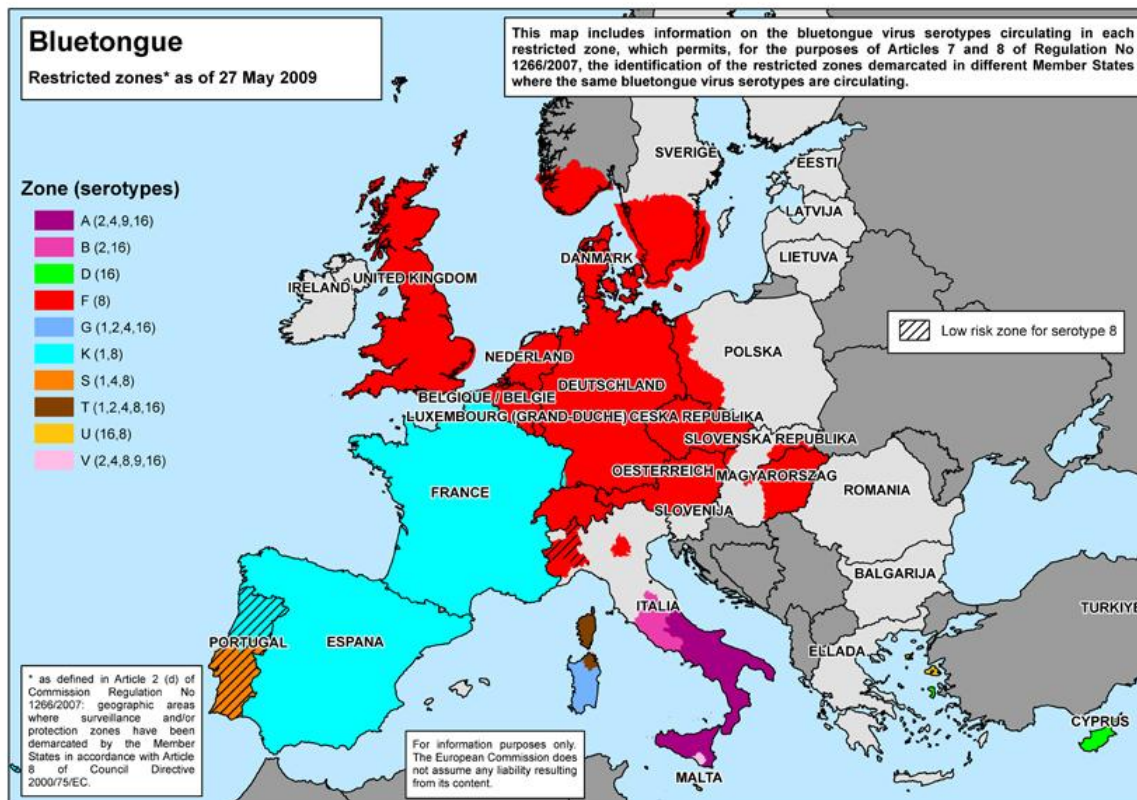 Bluetongue
Restricted zones* as of 27 May 2009
This map includes information on the bluetongue virus serotypes circulating in each
restricted zone, which permits, for the purposes of Articles 7 and 8 of Regulation No
1266/2007, the identification of the restricted zones demarcated in different Member States
where the same bluetongue virus serotypes are circulating.
Zone (serotypes)
A (2,4,9,16)
B (2,16)
D (16)
F (8)
G (1,2,4,16)
K (1,8)
S (1,4,8)
T (1,2,4,8,16)
U (16,8)
V (2,4,8,9,16)
SVERIGE
EESTI
LATVIJA
LIETUVA
DANMARK
UNITED KINGDOM
IRELAND
Low risk zone for serotype 8
POLSKA
NEDERLAND
DEUTSCHLAND
BELGIQUE / BELGIE
LUXEMBOURG (GRAND-DUCHE)
CESKA REPUBLIKA
SLOVENSKA REPUBLIKA
OESTERREICH
MAGYARORSZAG
ROMANIA
FRANCE
SLOVENIJA
BALGARIJA
ITALIA
TURKIYE
PORTUGAL
ESPANA
ELLADA
CYPRUS
MALTA
* as defined in Article 2 (d) of
Commission Regulation No
1266/2007: geographic areas
where surveillance and/or
protection zones have been
demarcated by the Member
States in accordance with Article
8 of Council Directive
2000/75/EC.
For information purposes only.
The European Commission does
not assume any liability resulting
from its content.